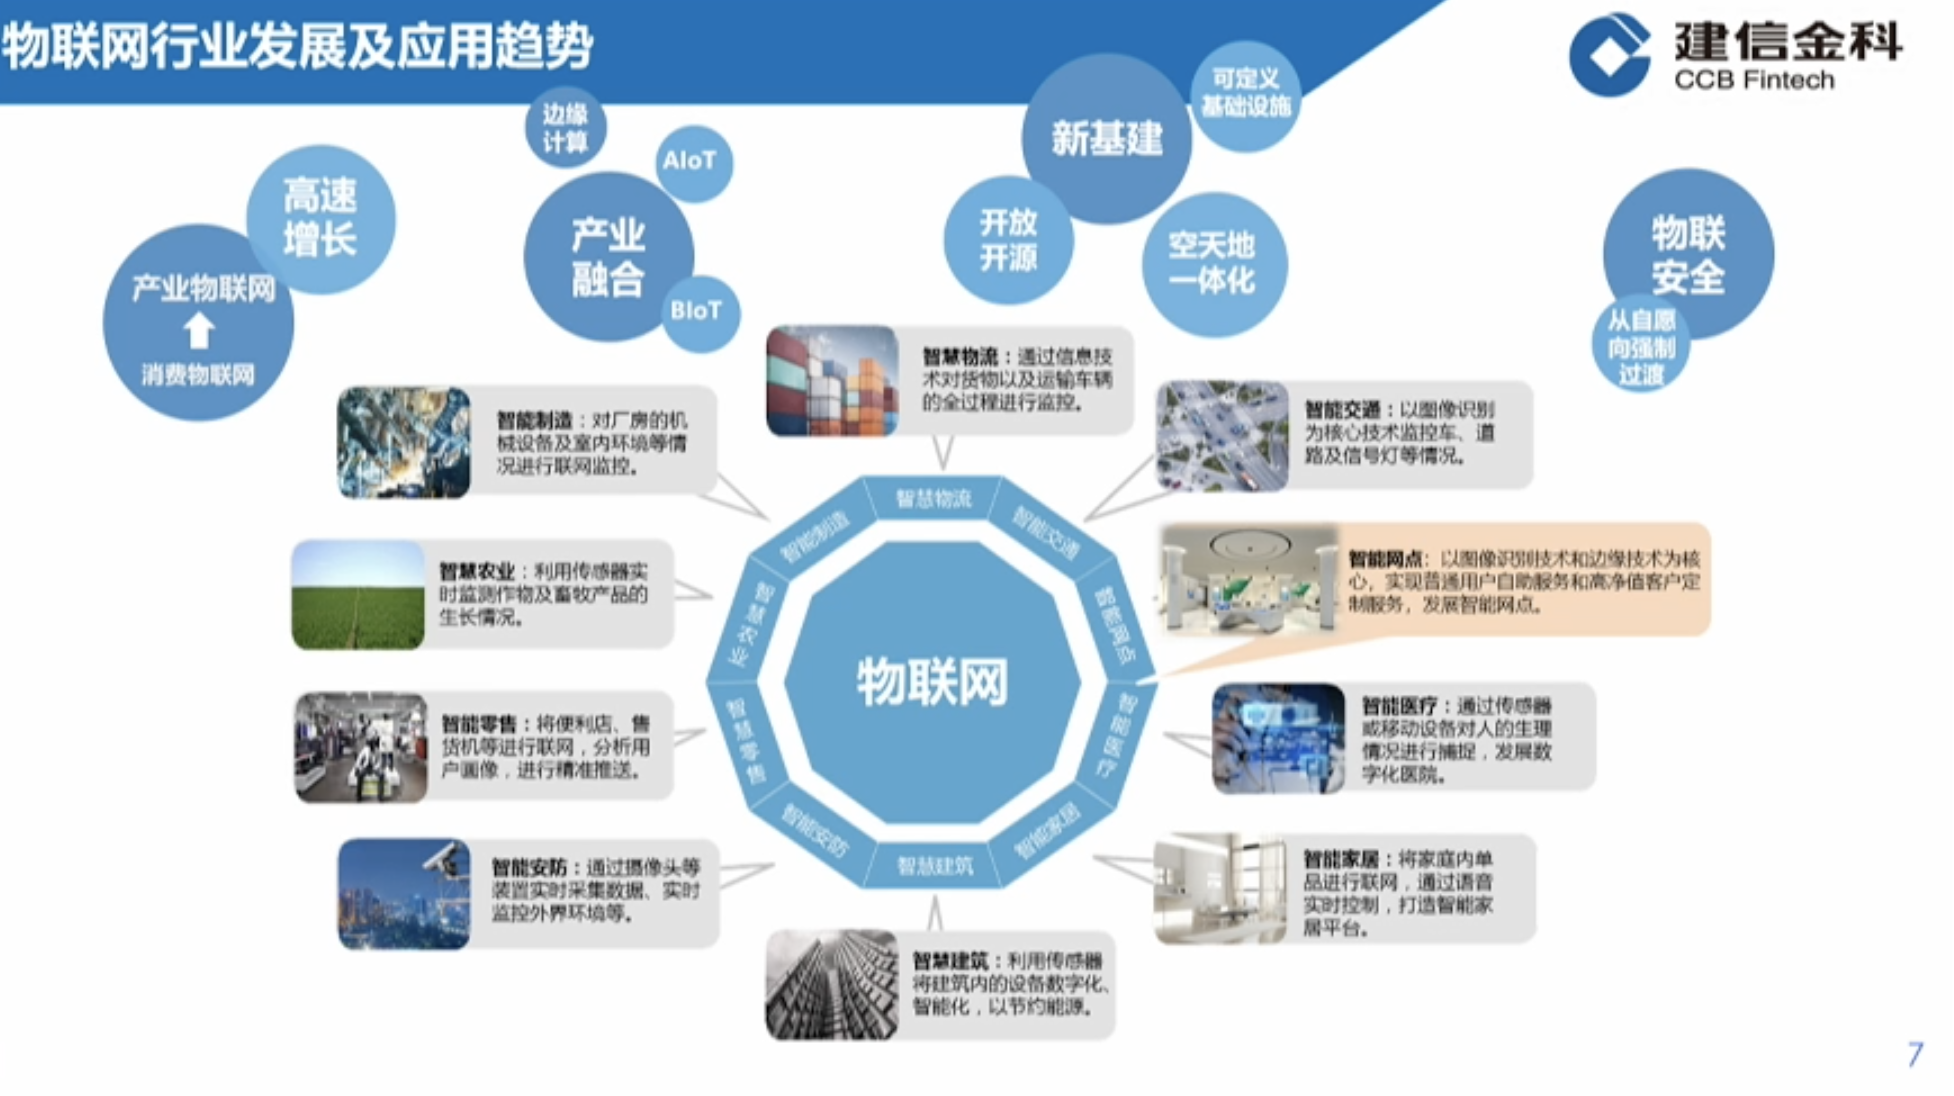 物联网行业发展及应用趋势
建信金科
CCB Fintech
高速
增长
产业物联网
消费物联网
边缘
计算
AIoT
产业
融合
BIoT
新基建
可定义
基础设施
开放
开源
空天地
一体化
物联
安全
从自愿
向强制
过渡
智慧物流：通过信息技
术对货物以及运输车辆
的全过程进行监控。
智能制造：对厂房的机
械设备及室内环境等情
况进行联网监控。
智能交通：以图像识别
为核心技术监控车、道
路及信号灯等情况。
智慧农业：利用传感器实
时监测作物及畜牧产品的
生长情况。
智能网点：以图像识别技术和边缘技术为核
心，实现普通用户自助服务和高净值客户定
制服务，发展智能网点。
智能零售：将便利店、售
货机等进行联网，分析用
户画像，进行精准推送。
智能医疗：通过传感器
或移动设备对人的生理
情况进行捕捉，发展数
字化医院。
智能安防：通过摄像头等
装置实时采集数据、实时
监控外界环境等。
智能家居：将家庭内单
品进行联网，通过语音
实时控制，打造智能家
居平台。
智慧建筑：利用传感器
将建筑内的设备数字化、
智能化，以节约能源。
智慧物流
智能交通
智能网点
智能医疗
智能家居
智慧建筑
智能安防
智慧零售
智慧农业
智能制造
物联网
7